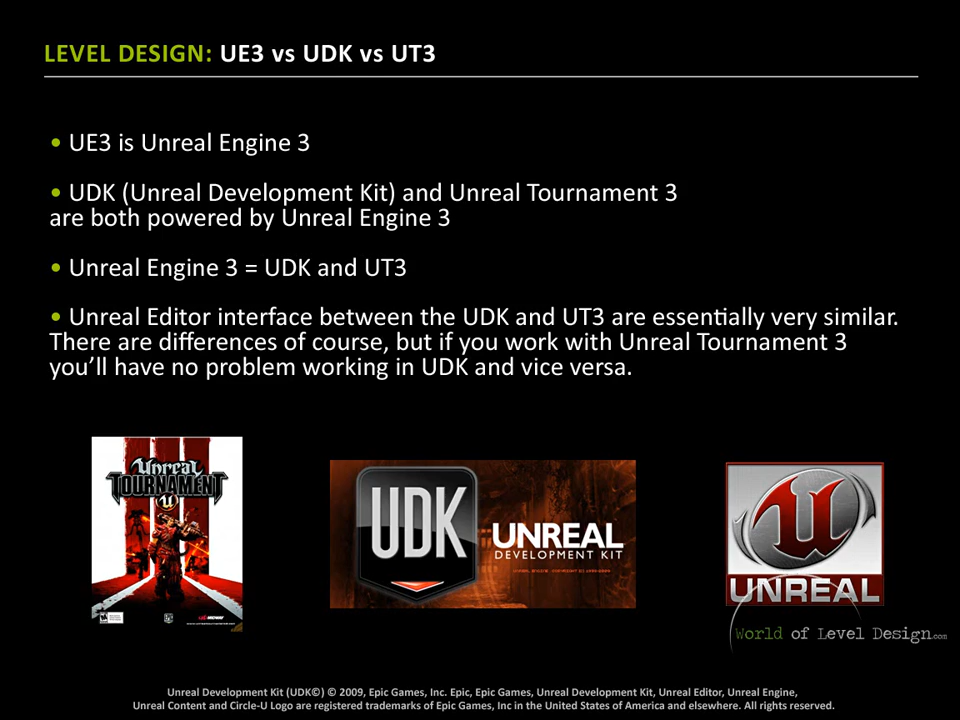 LEVEL DESIGN: UE3 vs UDK vs UT3
• UE3 is Unreal Engine 3
• UDK (Unreal Development Kit) and Unreal Tournament 3
are both powered by Unreal Engine 3
• Unreal Engine 3 = UDK and UT3
• Unreal Editor interface between the UDK and UT3 are essentially very similar.
There are differences of course, but if you work with Unreal Tournament 3
you’ll have no problem working in UDK and vice versa.
Unreal
TOURNAMENT
MIDWAY
UDK
UNREAL
DEVELOPMENT KIT
UNREAL
World of Level Design.com
Unreal Development Kit (UDK©) © 2009, Epic Games, Inc. Epic, Epic Games, Unreal Development Kit, Unreal Editor, Unreal Engine,
Unreal Content and Circle-U Logo are registered trademarks of Epic Games, Inc in the United States of America and elsewhere. All rights reserved.